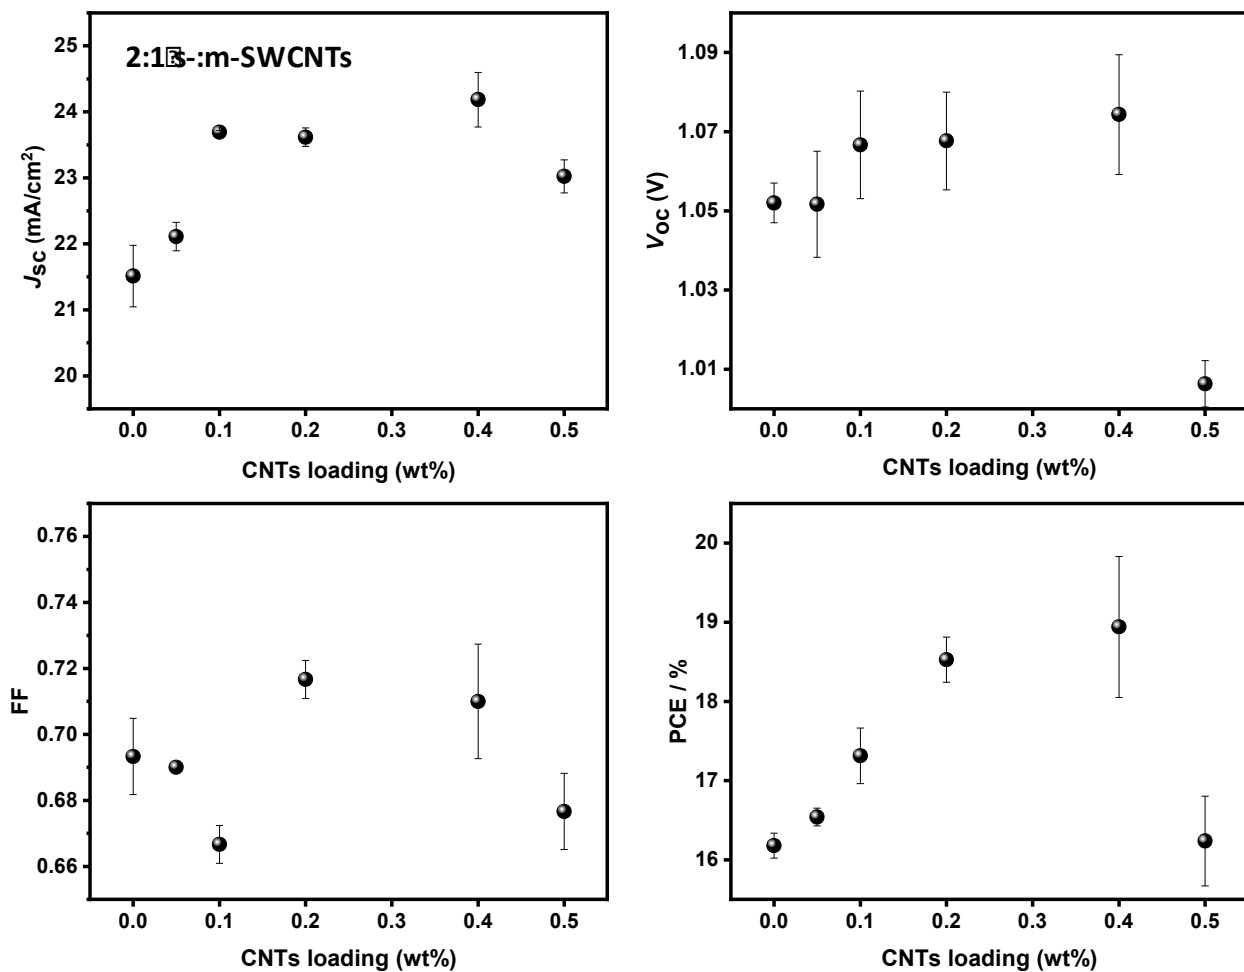 2:1 s-:m-SWCNTs
25
24
23
22
21
20
Jsc (mA/cm²)
0.0 0.1 0.2 0.3 0.4 0.5
CNTs loading (wt%)
1.09
1.07
1.05
1.03
1.01
Voc (V)
0.0 0.1 0.2 0.3 0.4 0.5
CNTs loading (wt%)
0.76
0.74
0.72
0.70
0.68
0.66
FF
0.0 0.1 0.2 0.3 0.4 0.5
CNTs loading (wt%)
20
19
18
17
16
PCE / %
0.0 0.1 0.2 0.3 0.4 0.5
CNTs loading (wt%)